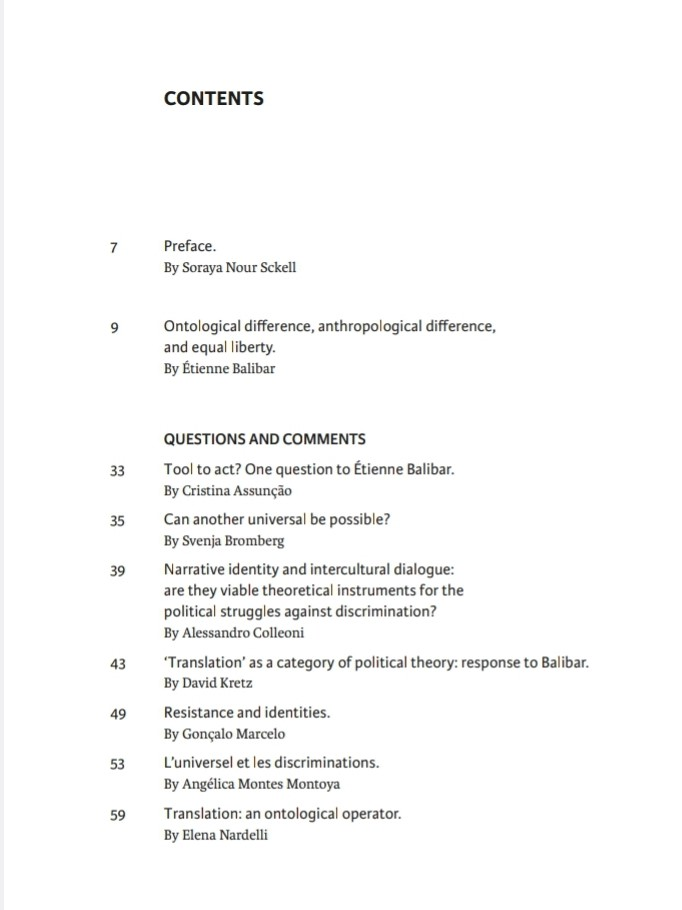 CONTENTS
7 Preface.
By Soraya Nour Sckell
9 Ontological difference, anthropological difference,
and equal liberty.
By Étienne Balibar
QUESTIONS AND COMMENTS
33 Tool to act? One question to Étienne Balibar.
By Cristina Assunção
35 Can another universal be possible?
By Svenja Bromberg
39 Narrative identity and intercultural dialogue:
are they viable theoretical instruments for the
political struggles against discrimination?
By Alessandro Colleoni
43 ‘Translation’ as a category of political theory: response to Balibar.
By David Kretz
49 Resistance and identities.
By Gonçalo Marcelo
53 L’universel et les discriminations.
By Angélica Montes Montoya
59 Translation: an ontological operator.
By Elena Nardelli